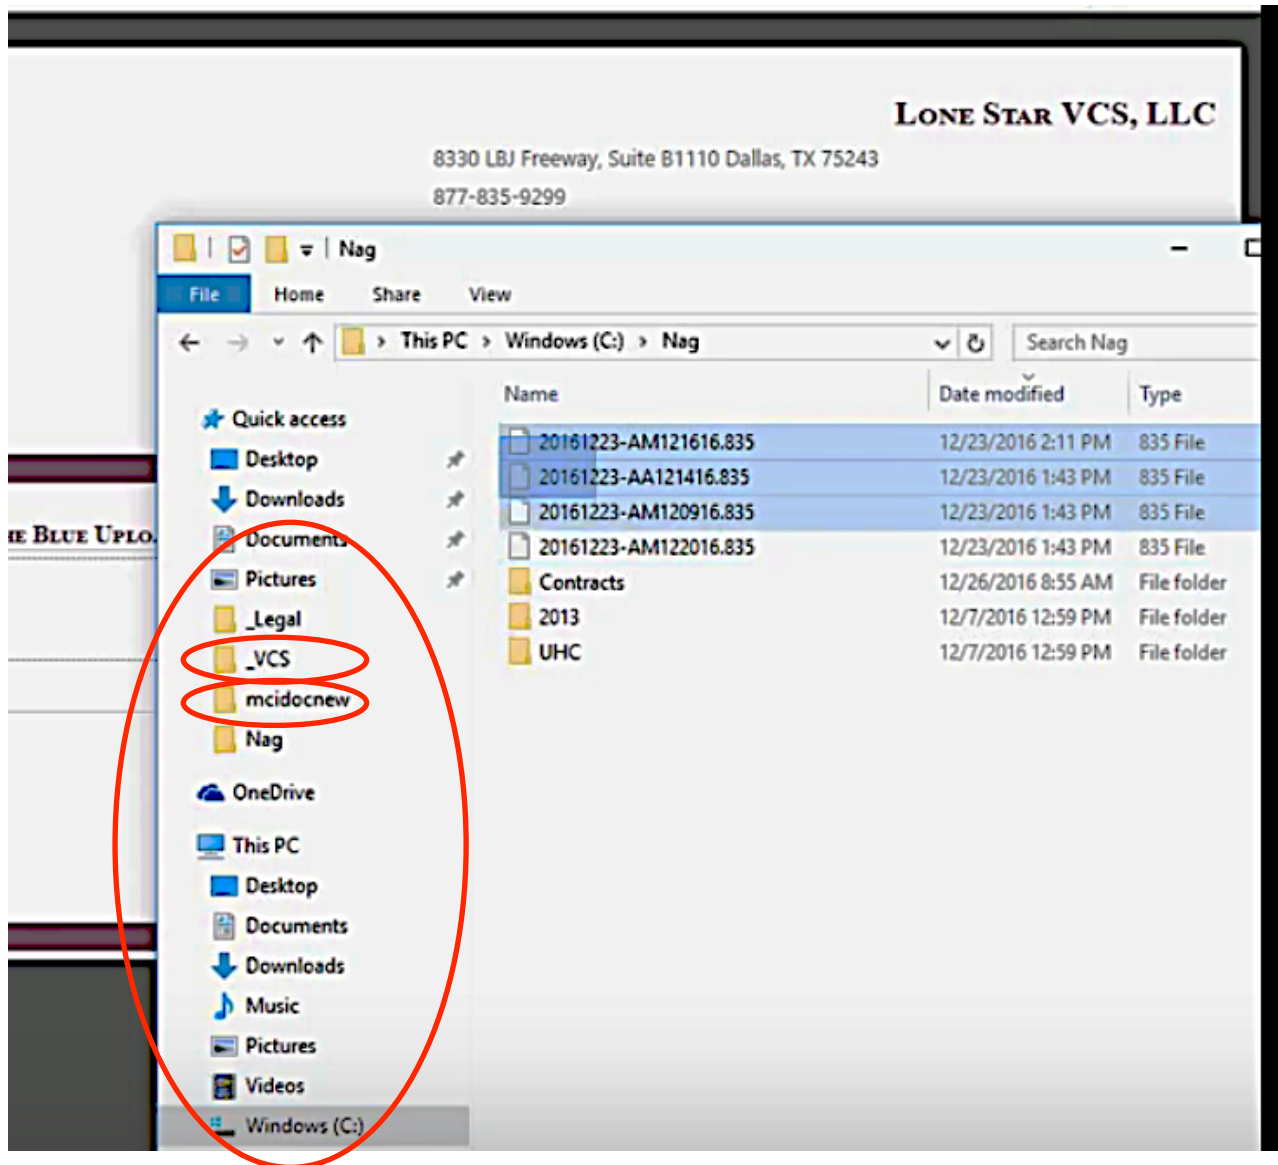 LONE STAR VCS, LLC
8330 LBJ Freeway, Suite B1110 Dallas, TX 75243
877-835-9299
Nag
File Home Share View
This PC > Windows (C:) > Nag Search Nag
Name Date modified Type
Quick access
20161223-AM121616.835 12/23/2016 2:11 PM 835 File
Desktop
20161223-AA121416.835 12/23/2016 1:43 PM 835 File
Downloads
20161223-AM120916.835 12/23/2016 1:43 PM 835 File
HE BLUE UPLO
Documents
20161223-AM122016.835 12/23/2016 1:43 PM 835 File
Pictures
Contracts 12/26/2016 8:55 AM File folder
_Legal
2013 12/7/2016 12:59 PM File folder
_VCS
UHC 12/7/2016 12:59 PM File folder
mcidocnew
Nag
OneDrive
This PC
Desktop
Documents
Downloads
Music
Pictures
Videos
Windows (C:)